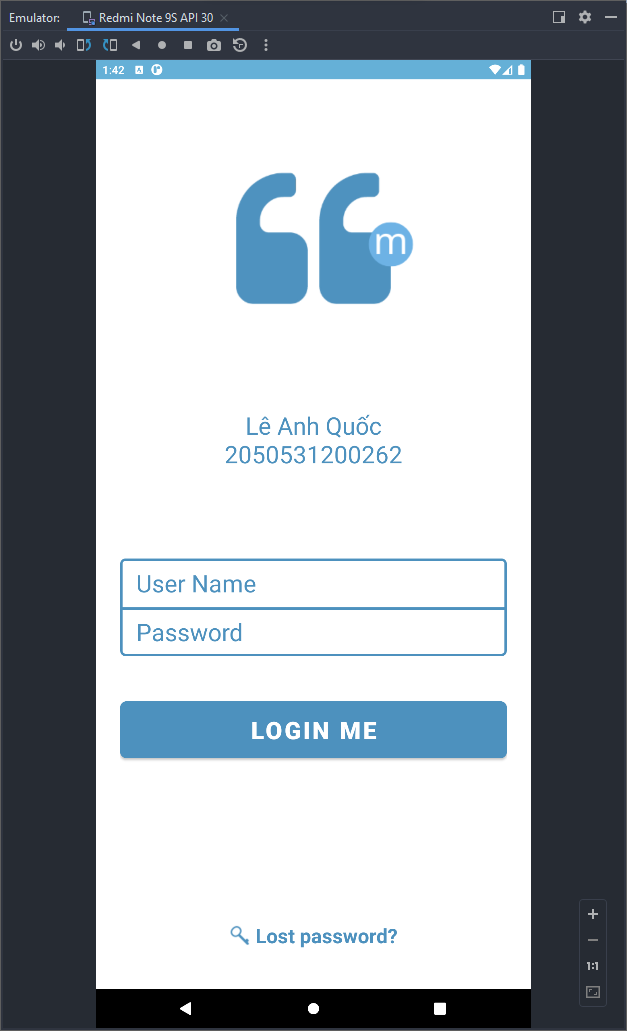 Emulator:
Redmi Note 9S API 30
1:42
A
m
Lê Anh Quốc
2050531200262
User Name
Password
LOGIN ME
Lost password?
1:1